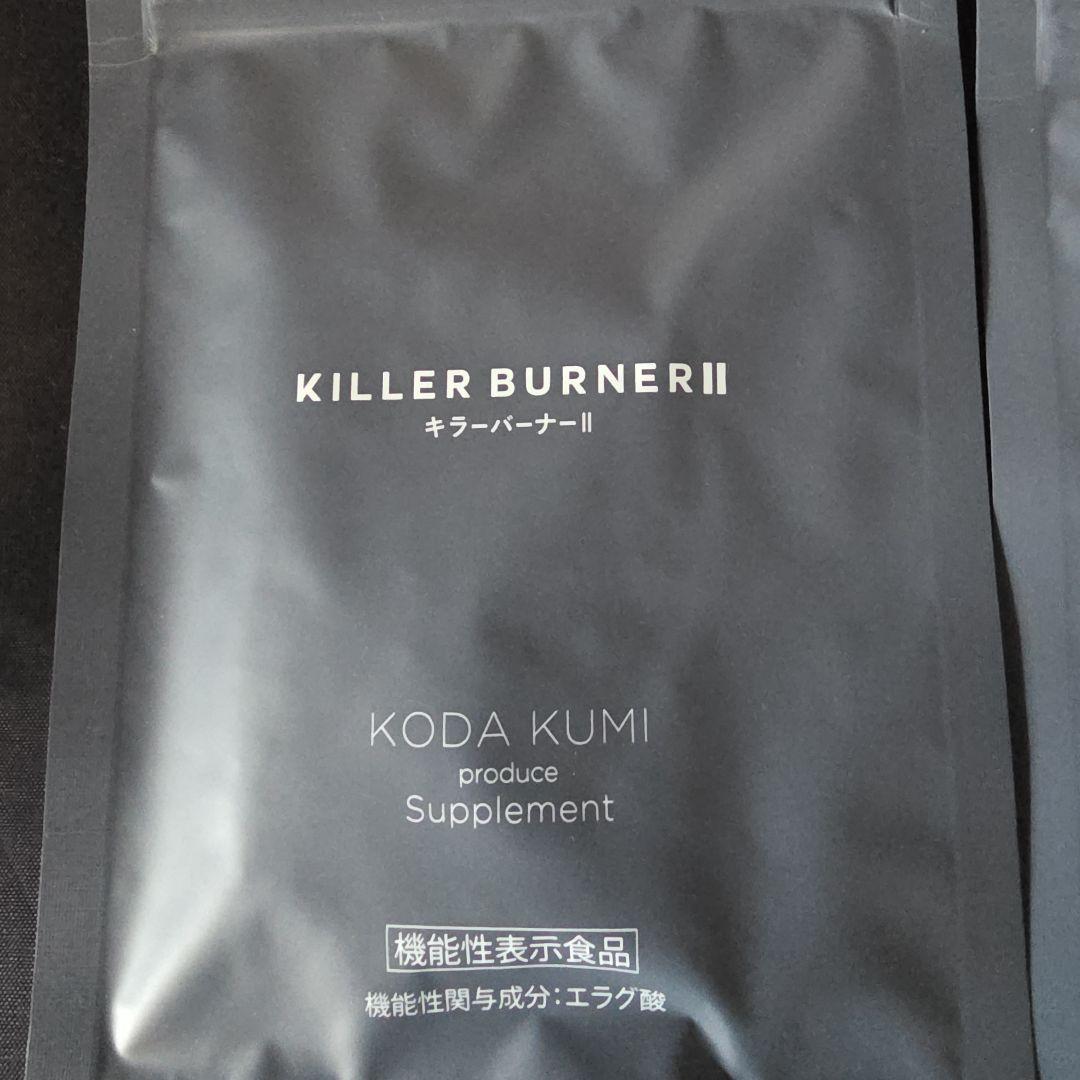 KILLER BURNERⅡ
キラーバーナーⅡ
KODA KUMI
produce
Supplement
機能性表示食品
機能性関与成分：エラグ酸